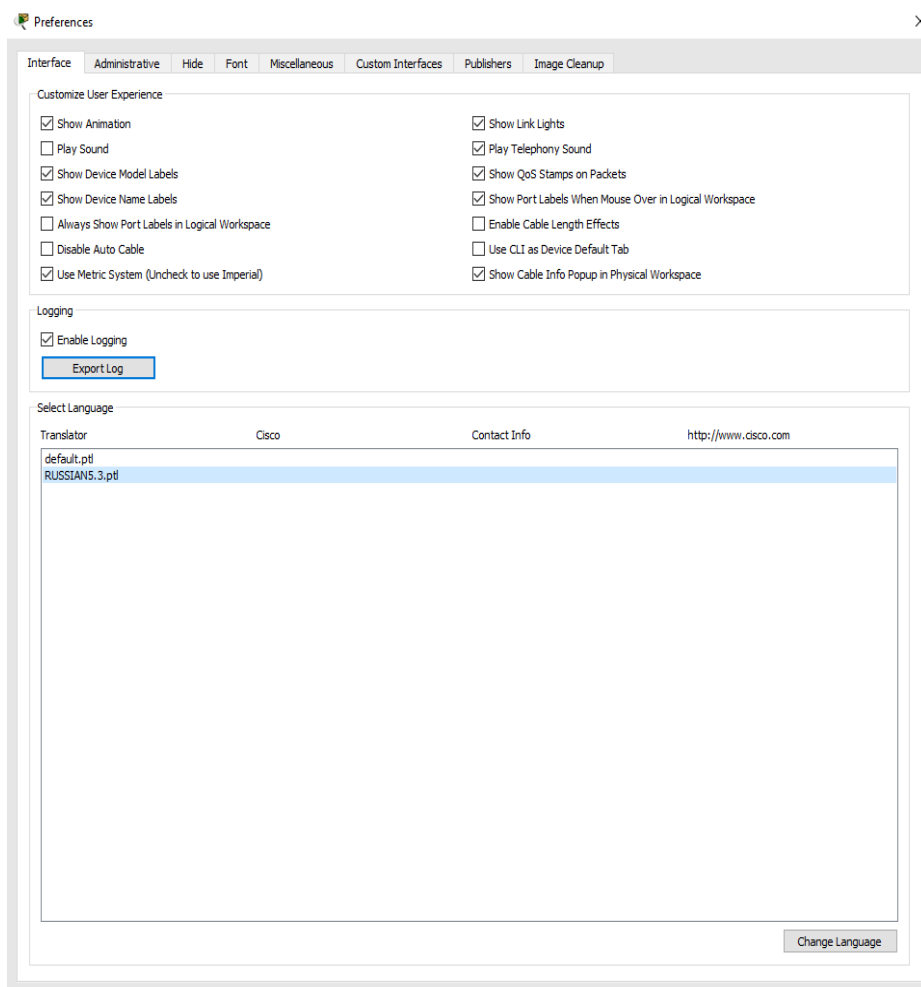 Preferences
Interface Administrative Hide Font Miscellaneous Custom Interfaces Publishers Image Cleanup
Customize User Experience
Show Animation Show Link Lights
Play Sound Play Telephony Sound
Show Device Model Labels Show QoS Stamps on Packets
Show Device Name Labels Show Port Labels When Mouse Over in Logical Workspace
Always Show Port Labels in Logical Workspace Enable Cable Length Effects
Disable Auto Cable Use CLI as Device Default Tab
Use Metric System (Uncheck to use Imperial) Show Cable Info Popup in Physical Workspace
Logging
Enable Logging
Export Log
Select Language
Translator Cisco Contact Info http://www.cisco.com
default.ptl
RUSSIAN5.3.ptl
Change Language